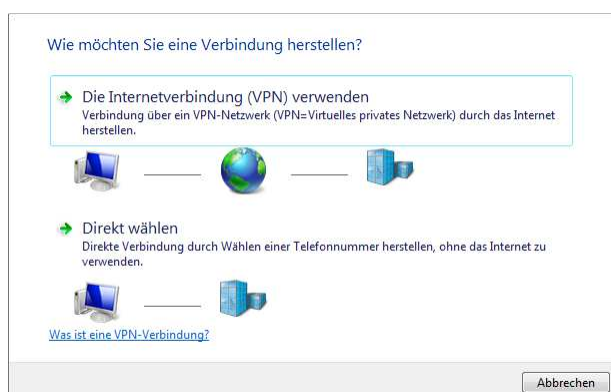 Wie möchten Sie eine Verbindung herstellen?
Die Internetverbindung (VPN) verwenden
Verbindung über ein VPN-Netzwerk (VPN=Virtuelles privates Netzwerk) durch das Internet
herstellen.
Direkt wählen
Direkte Verbindung durch Wählen einer Telefonnummer herstellen, ohne das Internet zu
verwenden.
Was ist eine VPN-Verbindung?
Abbrechen